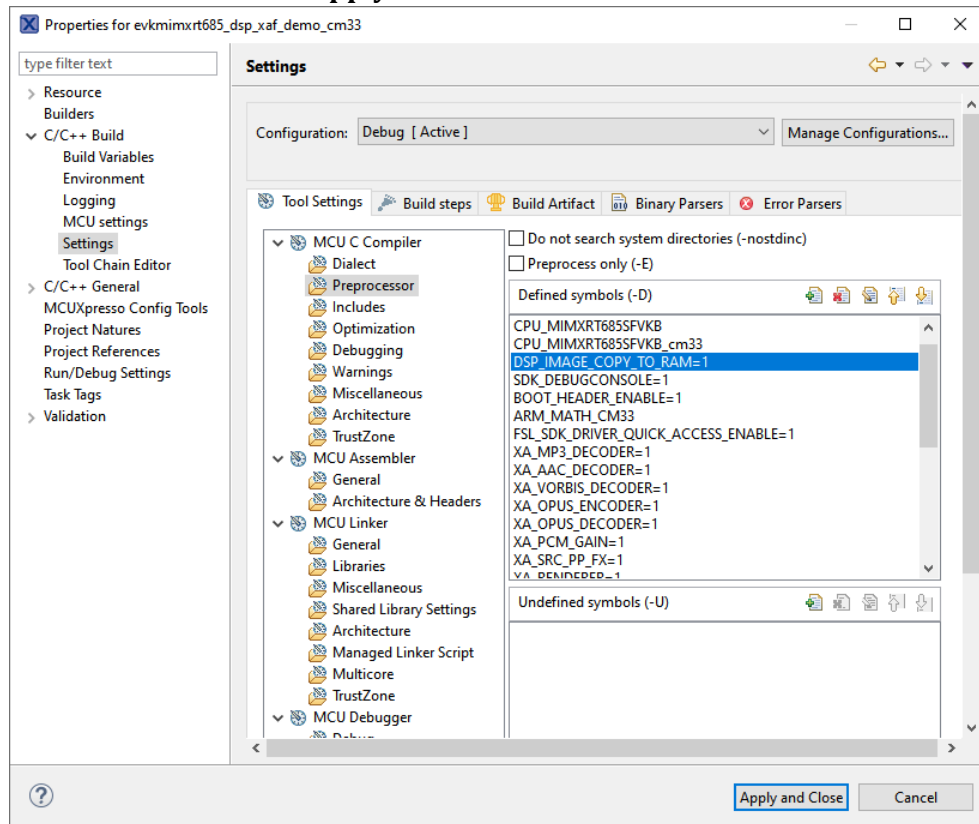 Apply
Properties for evkmimxrt685_dsp_xaf_demo_cm33
type filter text
Resource
Builders
C/C++ Build
Build Variables
Environment
Logging
MCU settings
Settings
Tool Chain Editor
C/C++ General
MCUXpresso Config Tools
Project Natures
Project References
Run/Debug Settings
Task Tags
Validation
Settings
Configuration: Debug [ Active ] Manage Configurations...
Tool Settings Build steps Build Artifact Binary Parsers Error Parsers
MCU C Compiler
Dialect
Preprocessor
Includes
Optimization
Debugging
Warnings
Miscellaneous
Architecture
TrustZone
MCU Assembler
General
Architecture & Headers
MCU Linker
General
Libraries
Miscellaneous
Shared Library Settings
Architecture
Managed Linker Script
Multicore
TrustZone
MCU Debugger
Debug
Do not search system directories (-nostdinc)
Preprocess only (-E)
Defined symbols (-D)
CPU_MIMXRT685SFVKB
CPU_MIMXRT685SFVKB_cm33
DSP_IMAGE_COPY_TO_RAM=1
SDK_DEBUGCONSOLE=1
BOOT_HEADER_ENABLE=1
ARM_MATH_CM33
FSL_SDK_DRIVER_QUICK_ACCESS_ENABLE=1
XA_MP3_DECODER=1
XA_AAC_DECODER=1
XA_VORBIS_DECODER=1
XA_OPUS_ENCODER=1
XA_OPUS_DECODER=1
XA_PCM_GAIN=1
XA_SRC_PP_FX=1
XA_RENDERER=1
Undefined symbols (-U)
Apply and Close Cancel